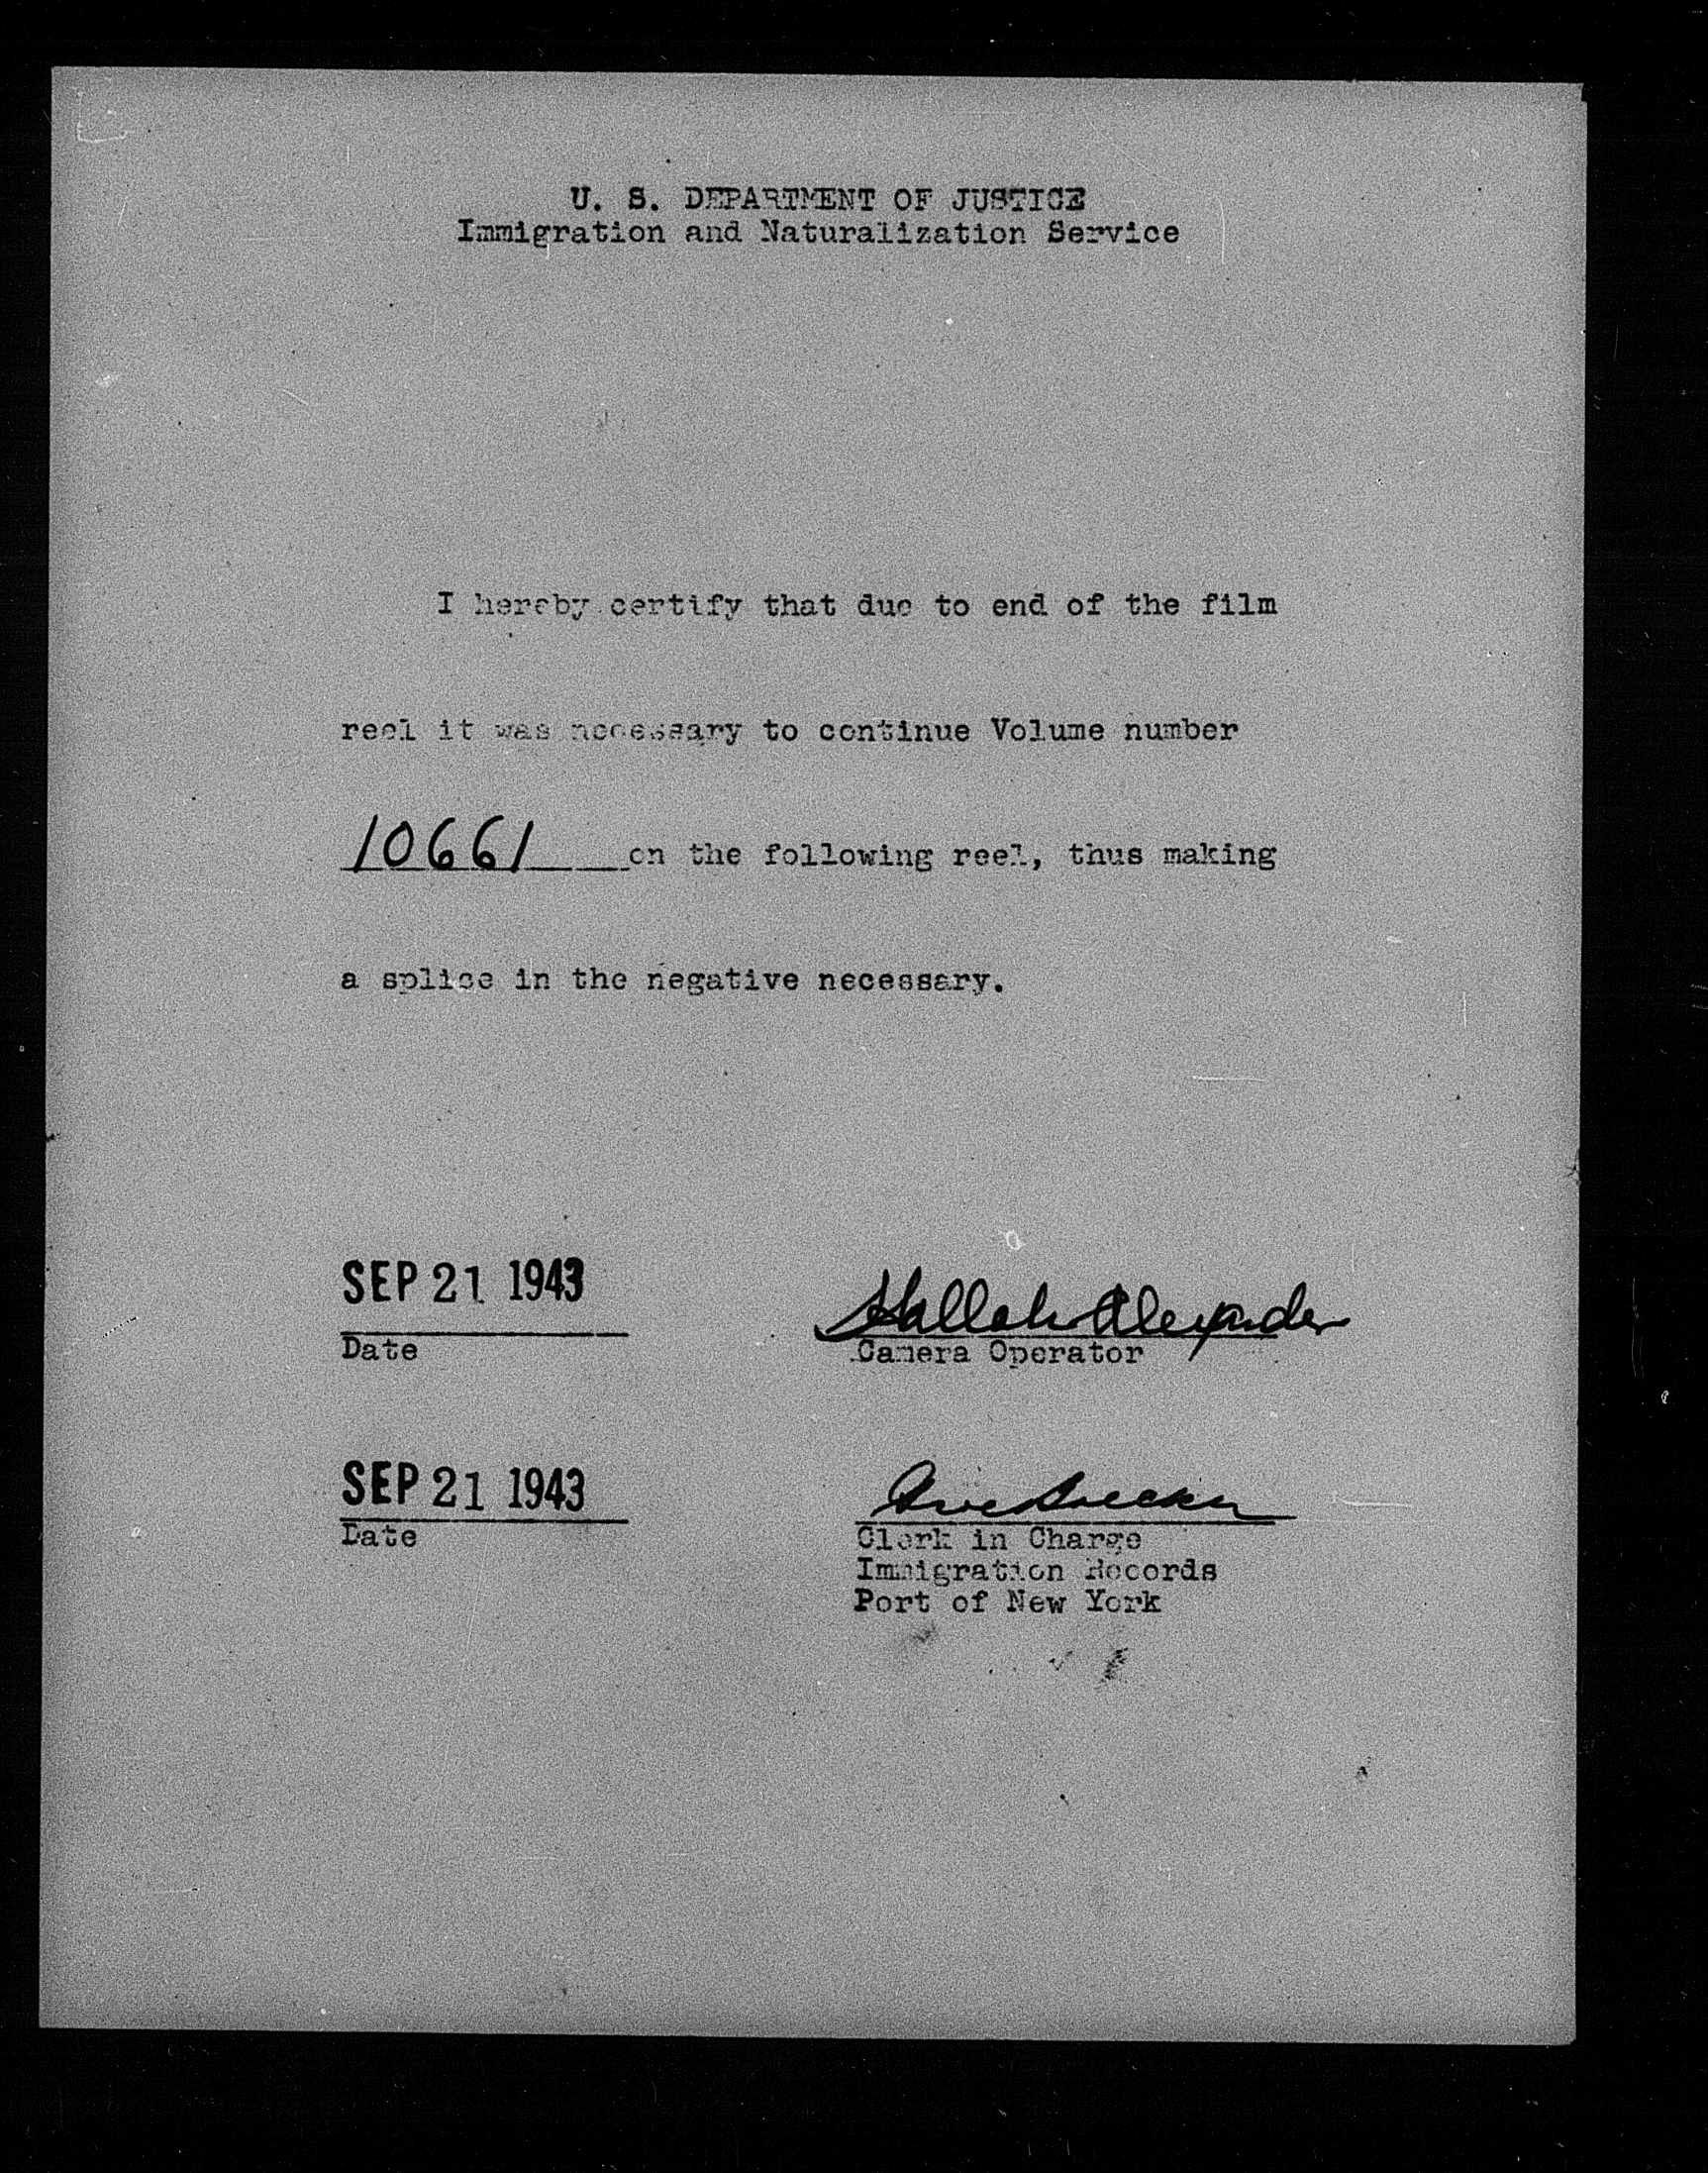 U. S. DEPARTMENT OF JUSTICE
Immigration and Naturalization Service
I hereby certify that due to end of the film
reel it was necessary to continue Volume number
10661 on the following reel, thus making
a splice in the negative necessary.
SEP 21 1943
Alexander
Date
Camera Operator
SEP 21 1943
Date
Clerk in Charge
Immigration Records
Port of New York